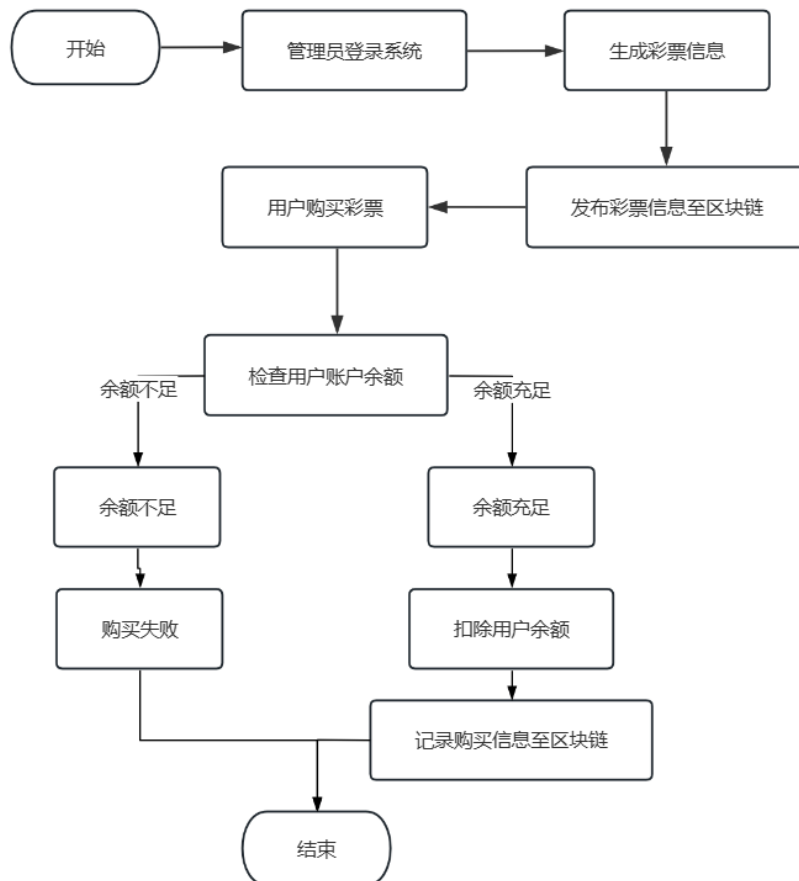 开始
管理员登录系统
生成彩票信息
用户购买彩票
发布彩票信息至区块链
检查用户账户余额
余额不足
余额充足
余额不足
余额充足
购买失败
扣除用户余额
记录购买信息至区块链
结束